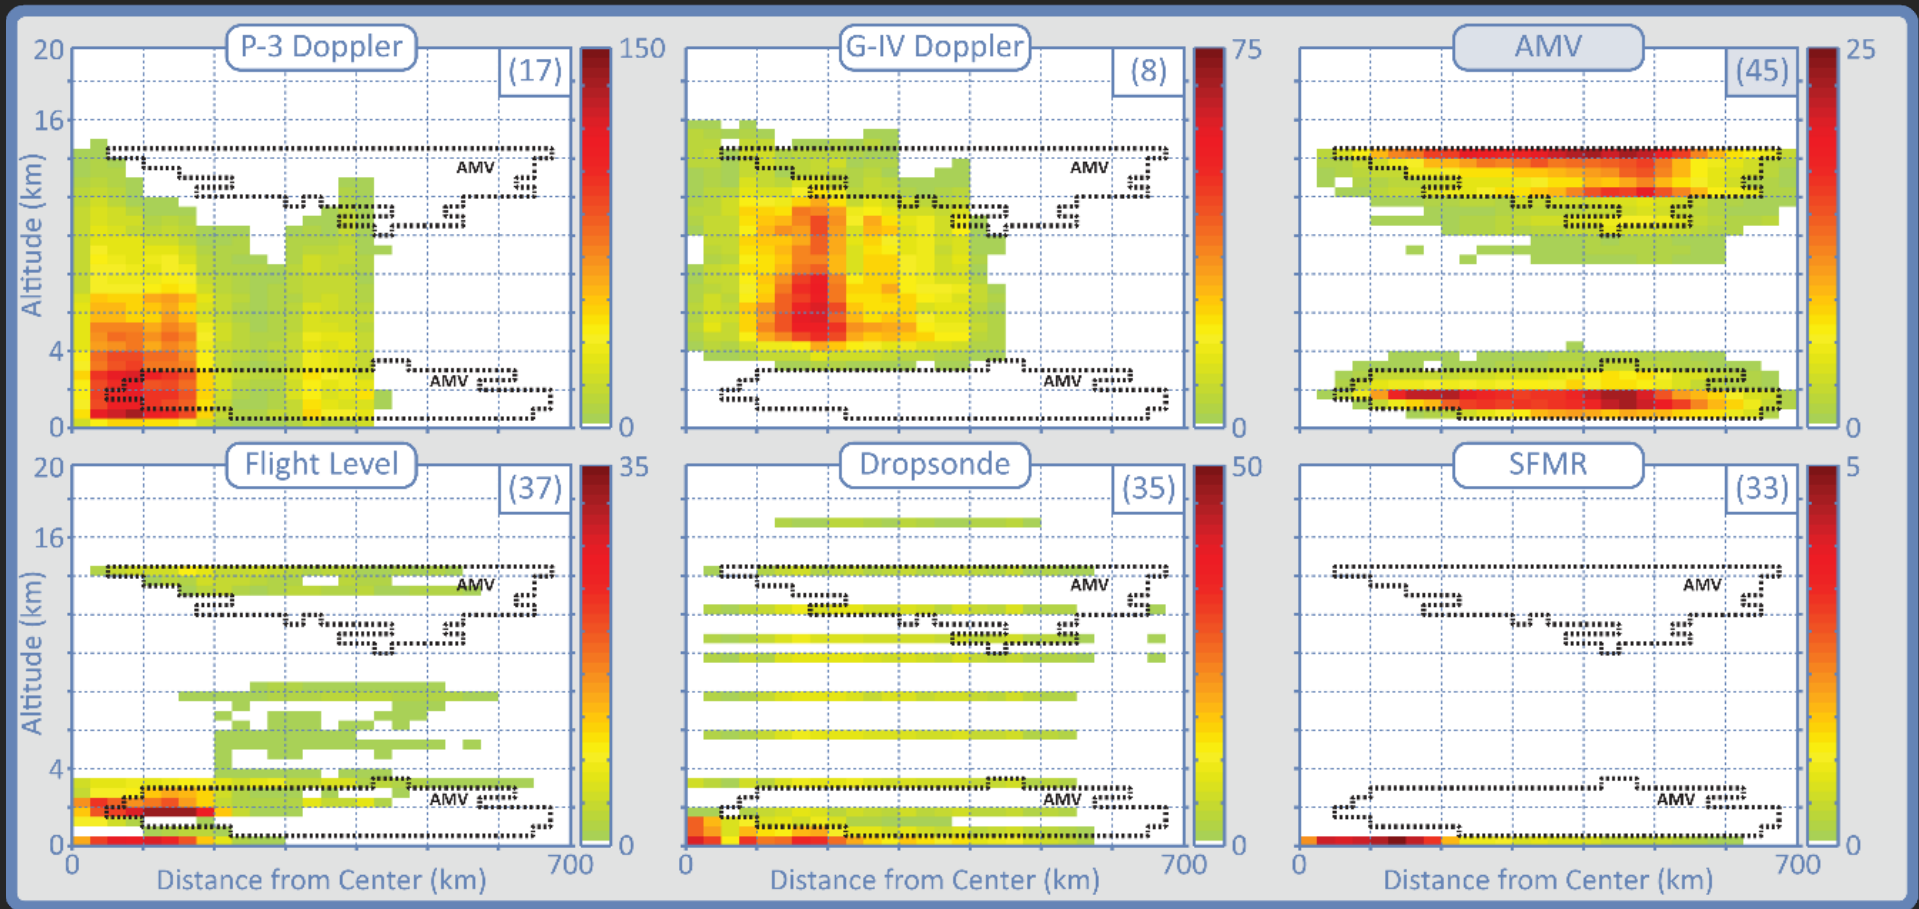 P-3 Doppler
(17)
150
20
16
4
0
0
Altitude (km)
AMV
AMV
G-IV Doppler
(8)
75
0
AMV
AMV
AMV
(45)
25
0
Flight Level
(37)
35
20
16
4
0
0
Altitude (km)
AMV
AMV
0
700
Distance from Center (km)
Dropsonde
(35)
50
0
AMV
AMV
0
700
Distance from Center (km)
SFMR
(33)
5
0
AMV
AMV
0
700
Distance from Center (km)